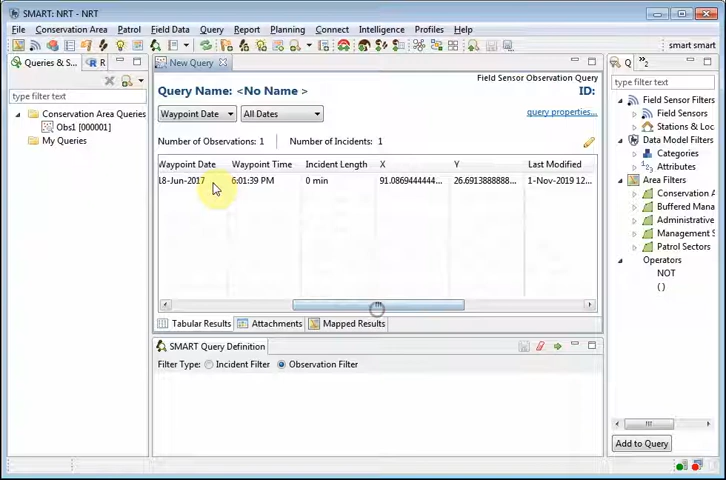 SMART: NRT - NRT
File Conservation Area Patrol Field Data Query Report Planning Connect Intelligence Profiles Help
smart smart
Queries & S... R
type filter text
Conservation Area Queries
Obs1 [000001]
My Queries
New Query
Field Sensor Observation Query
Query Name: <No Name > ID:
Waypoint Date All Dates query properties...
Number of Observations: 1 Number of Incidents: 1
Waypoint Date Waypoint Time Incident Length X Y Last Modified
18-Jun-2017 6:01:39 PM 0 min 91.0869444444... 26.6913888888... 1-Nov-2019 12...
Tabular Results Attachments Mapped Results
SMART Query Definition
Filter Type: Incident Filter Observation Filter
Q 2
type filter text
Field Sensor Filters
Field Sensors
Stations & Loc
Data Model Filters
Categories
Attributes
Area Filters
Conservation A
Buffered Mana
Administrative
Management S
Patrol Sectors
Operators
NOT
( )
Add to Query